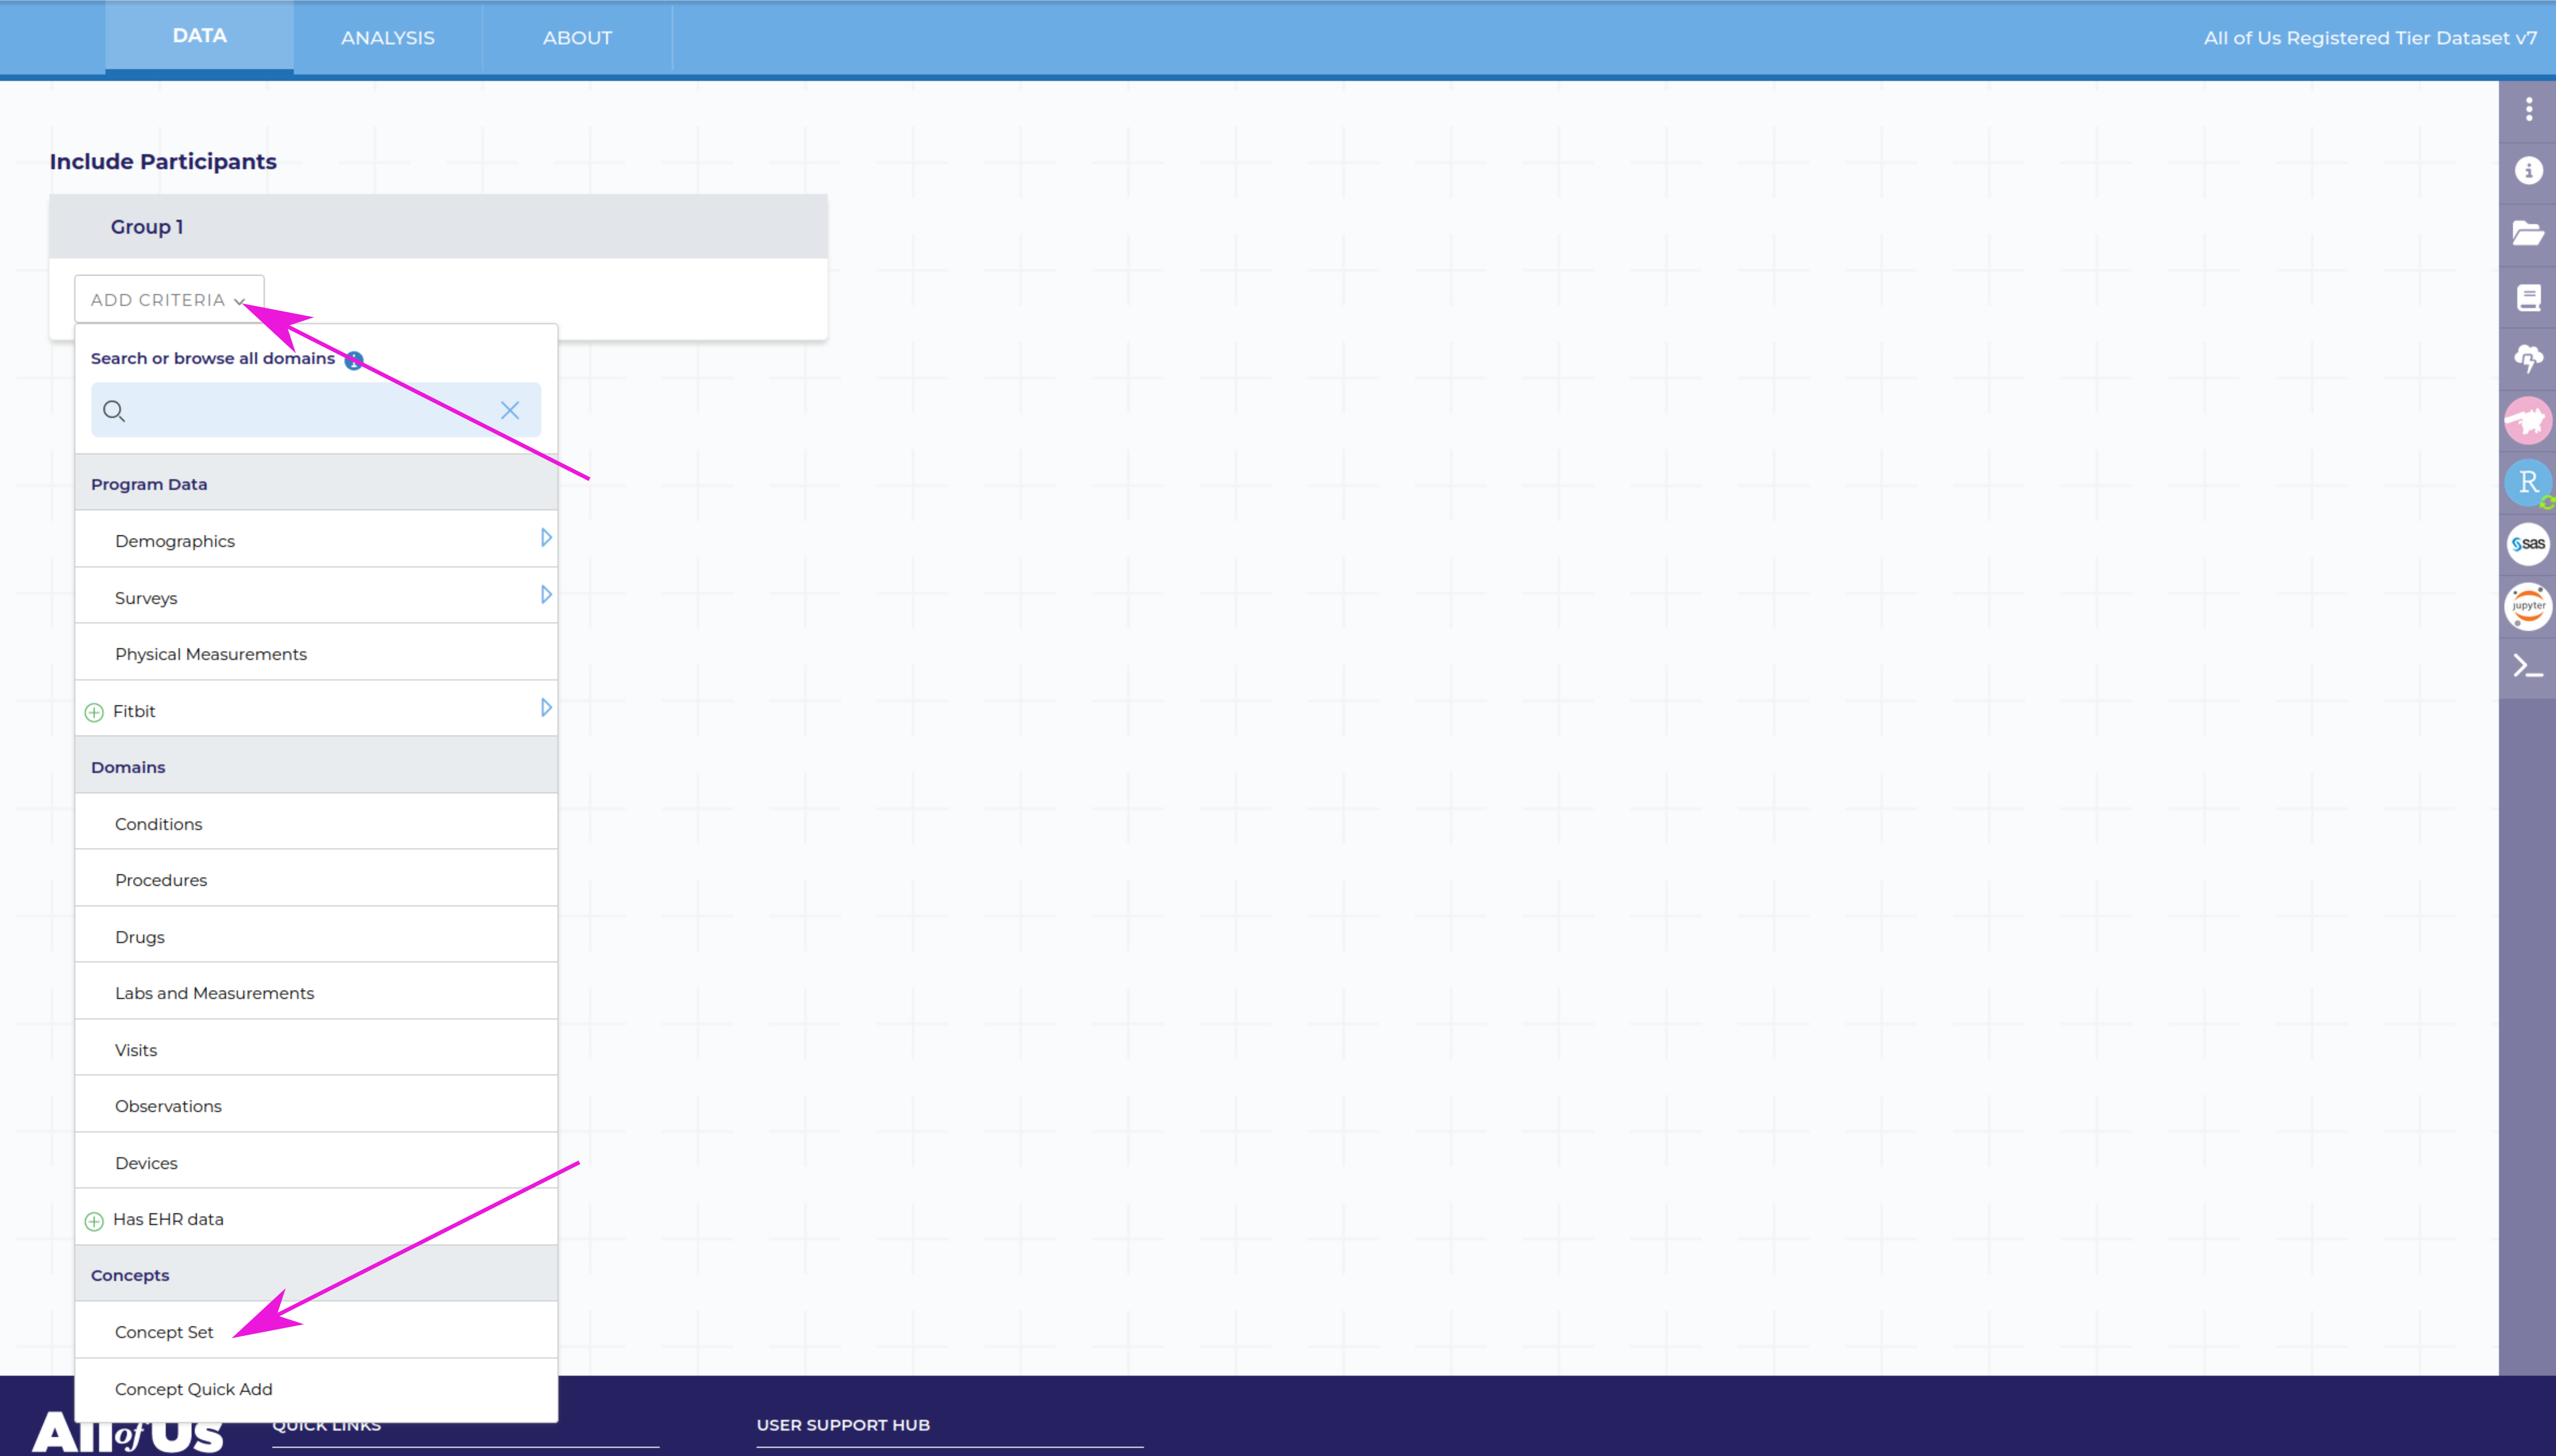 DATA
ANALYSIS
ABOUT
All of Us Registered Tier Dataset v7
Include Participants
Group 1
ADD CRITERIA
Search or browse all domains
Program Data
Demographics
Surveys
Physical Measurements
Fitbit
Domains
Conditions
Procedures
Drugs
Labs and Measurements
Visits
Observations
Devices
Has EHR data
Concepts
Concept Set
Concept Quick Add
R
sas
jupyter
All of Us
QUICK LINKS
USER SUPPORT HUB